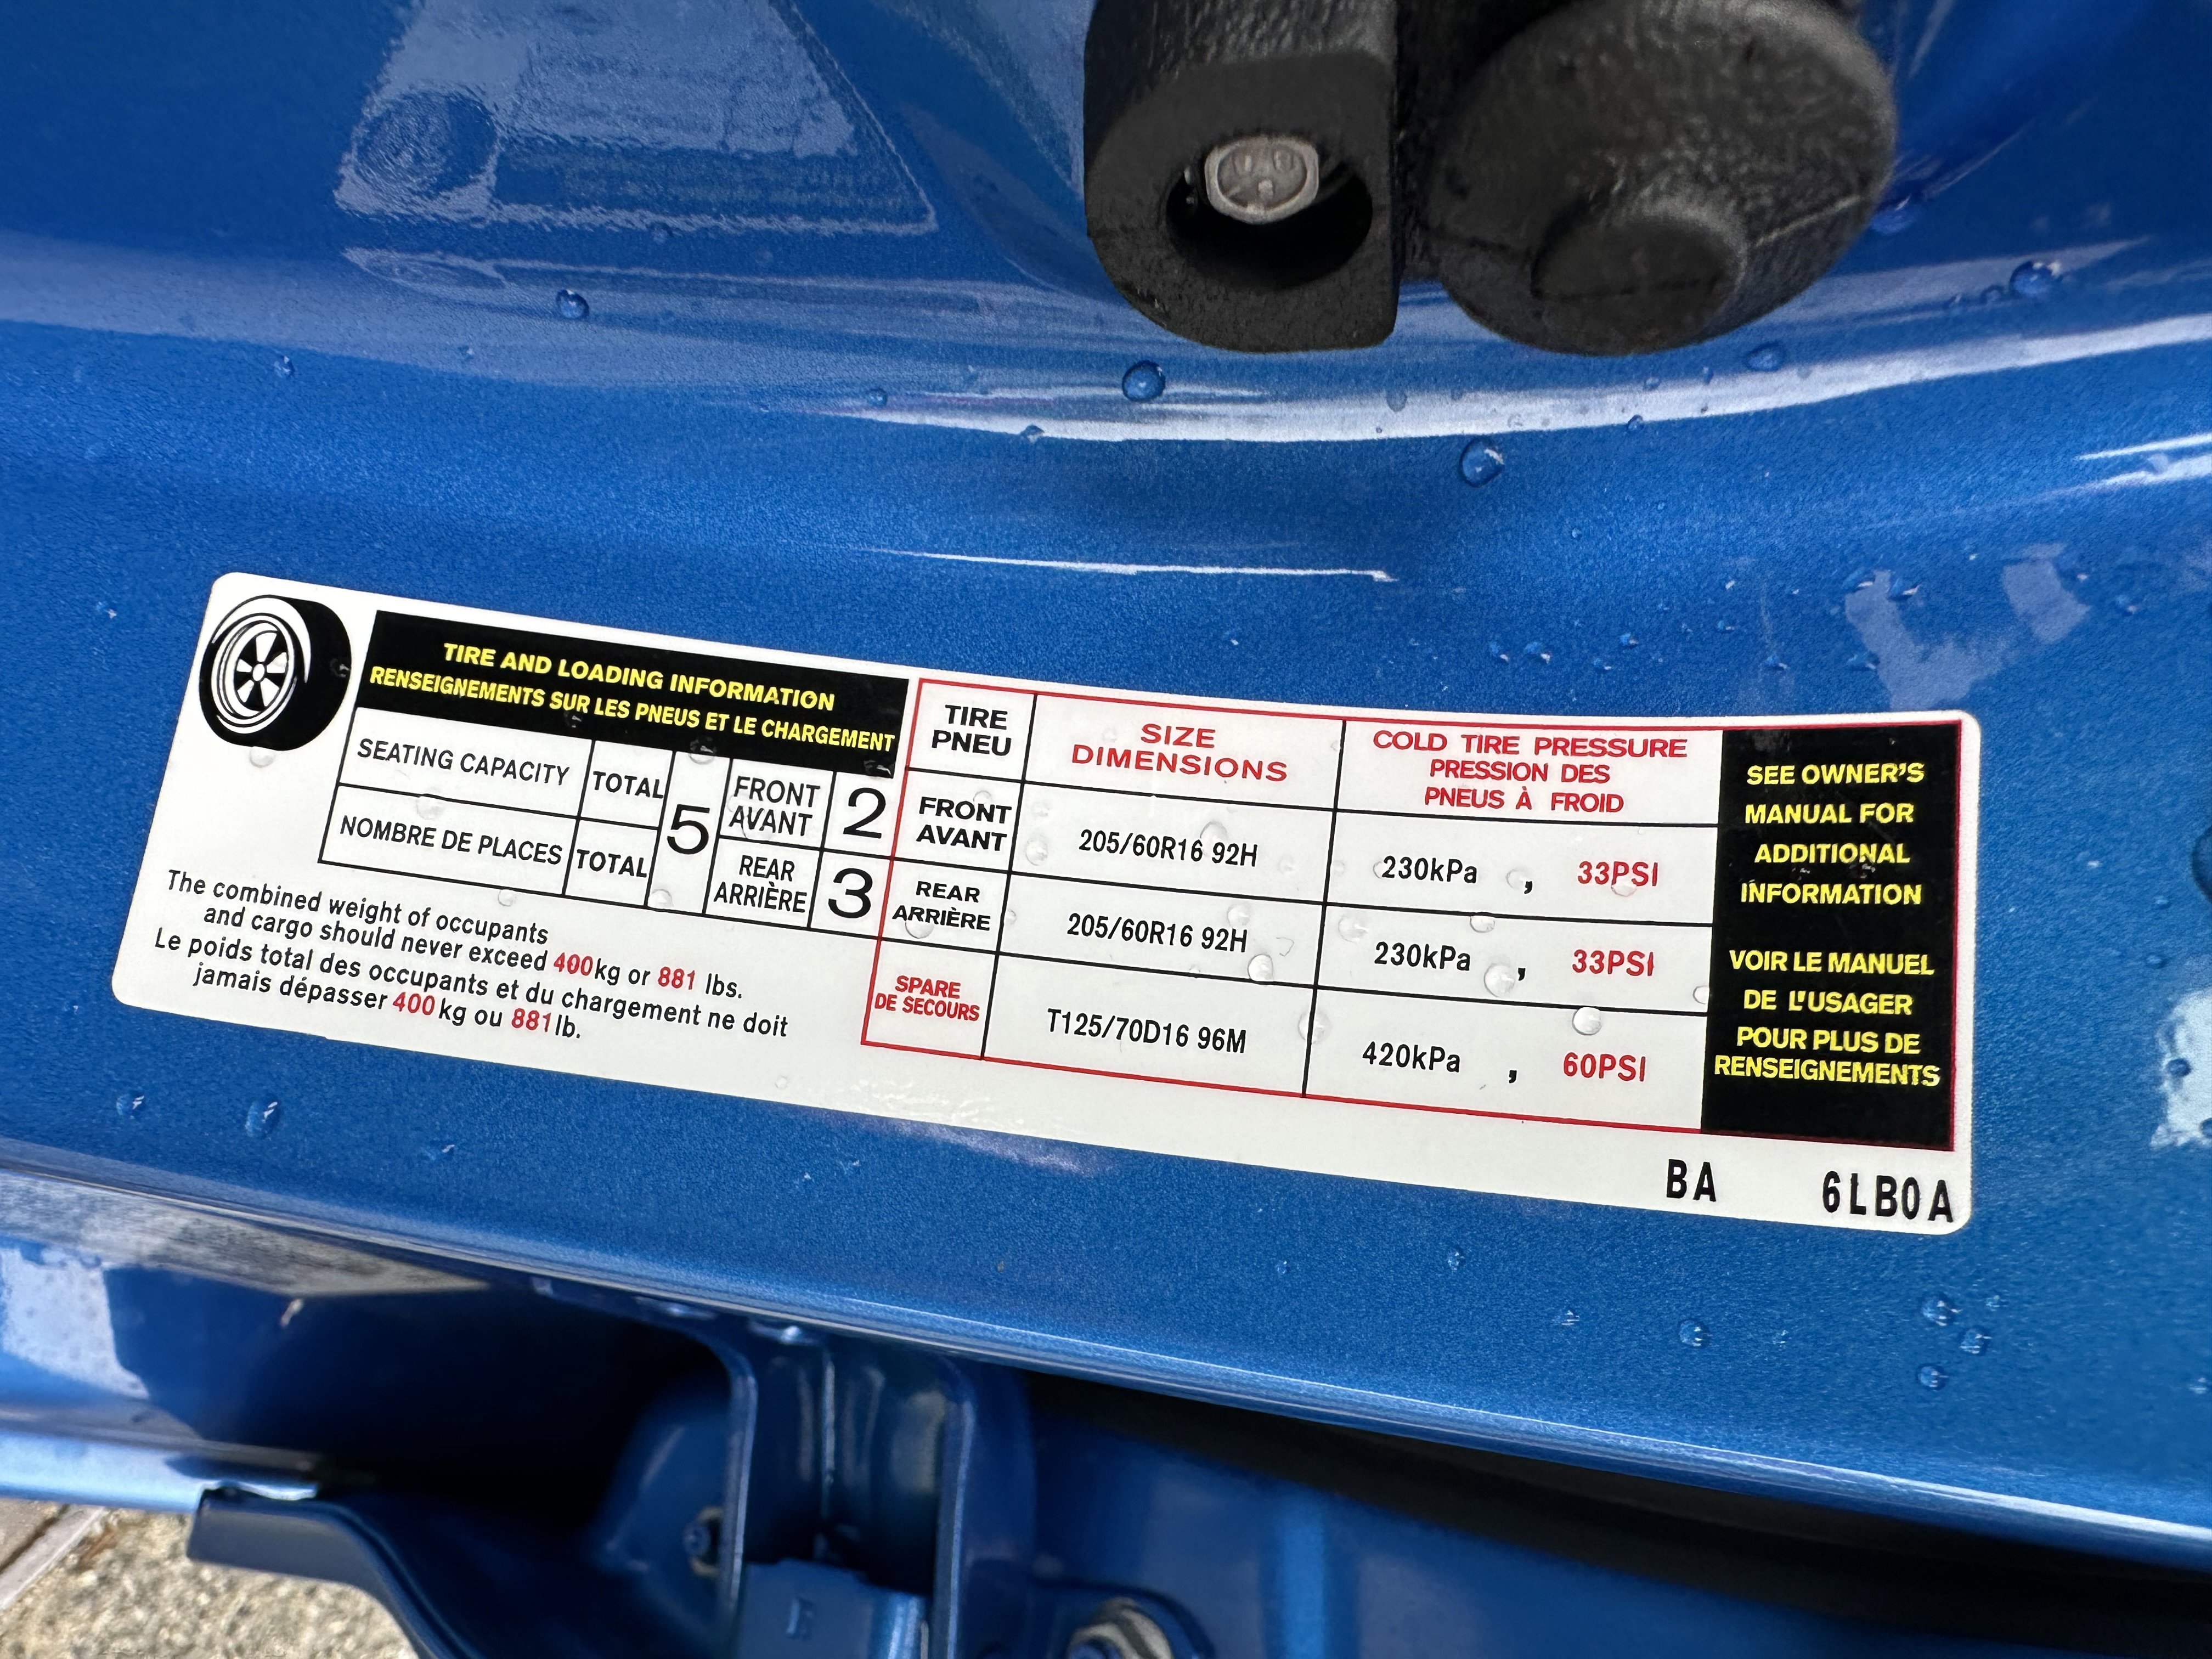 TIRE AND LOADING INFORMATION
RENSEIGNEMENTS SUR LES PNEUS ET LE CHARGEMENT
SEATING CAPACITY TOTAL
NOMBRE DE PLACES TOTAL
5
FRONT
AVANT
2
REAR
ARRIÈRE
3
The combined weight of occupants
and cargo should never exceed 400kg or 881 lbs.
Le poids total des occupants et du chargement ne doit
jamais dépasser 400kg ou 881lb.
TIRE
PNEU
SIZE
DIMENSIONS
COLD TIRE PRESSURE
PRESSION DES
PNEUS À FROID
FRONT
AVANT
205/60R16 92H
230kPa , 33PSI
REAR
ARRIÈRE
205/60R16 92H
230kPa , 33PSI
SPARE
DE SECOURS
T125/70D16 96M
420kPa , 60PSI
SEE OWNER'S
MANUAL FOR
ADDITIONAL
INFORMATION
VOIR LE MANUEL
DE L'USAGER
POUR PLUS DE
RENSEIGNEMENTS
BA 6LB0A